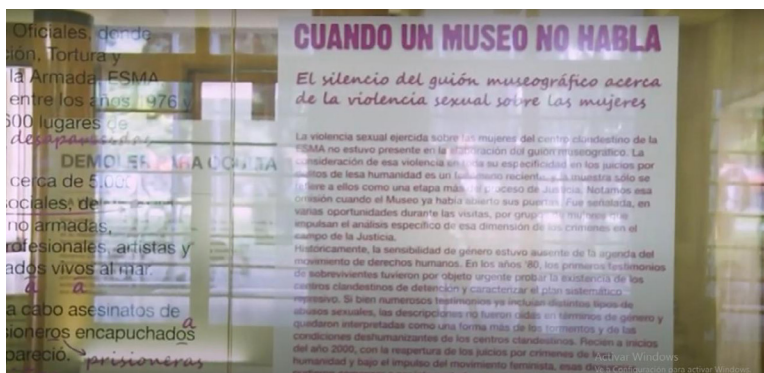 Oficiales, donde
ción, Tortura y
la Armada ESMA
entre los años 1976 y
600 lugares de
desaparecidas
DEMOLER PARA OCULTA
cerca de 5.000
ociales, de
no armadas,
rofesionales, artistas y
ados vivos al mar.
a a
a cabo asesinatos de
a
sioneros encapuchados
pareció. prisioneras
CUANDO UN MUSEO NO HABLA
El silencio del guión museográfico acerca
de la violencia sexual sobre las mujeres
La violencia sexual ejercida sobre las mujeres del centro clandestino de la
ESMA no estuvo presente en la elaboración del guión museográfico. La
consideración de esa violencia en toda su especificidad en los juicios por
delitos de lesa humanidad es un fenómeno reciente y la muestra sólo se
refiere a ellos como una etapa más del proceso de Justicia. Notamos esa
omisión cuando el Museo ya había abierto sus puertas. Fue señalada, en
varias oportunidades durante las visitas, por grupos de mujeres que
impulsan el análisis específico de esa dimensión de los crímenes en el
campo de la Justicia.
Históricamente, la sensibilidad de género estuvo ausente de la agenda del
movimiento de derechos humanos. En los años '80, los primeros testimonios
de sobrevivientes tuvieron por objeto urgente probar la existencia de los
centros clandestinos de detención y caracterizar el plan sistemático
represivo. Si bien numerosos testimonios ya incluían distintos tipos de
abusos sexuales, las descripciones no fueron oídas en términos de género y
quedaron interpretadas como una forma más de los tormentos y de las
condiciones deshumanizantes de los centros clandestinos. Recién a inicios
del año 2000, con la reapertura de los juicios por crímenes de lesa
humanidad y bajo el impulso del movimiento feminista, esas
Activar Windows
Ve a Configuración para activar Windows.